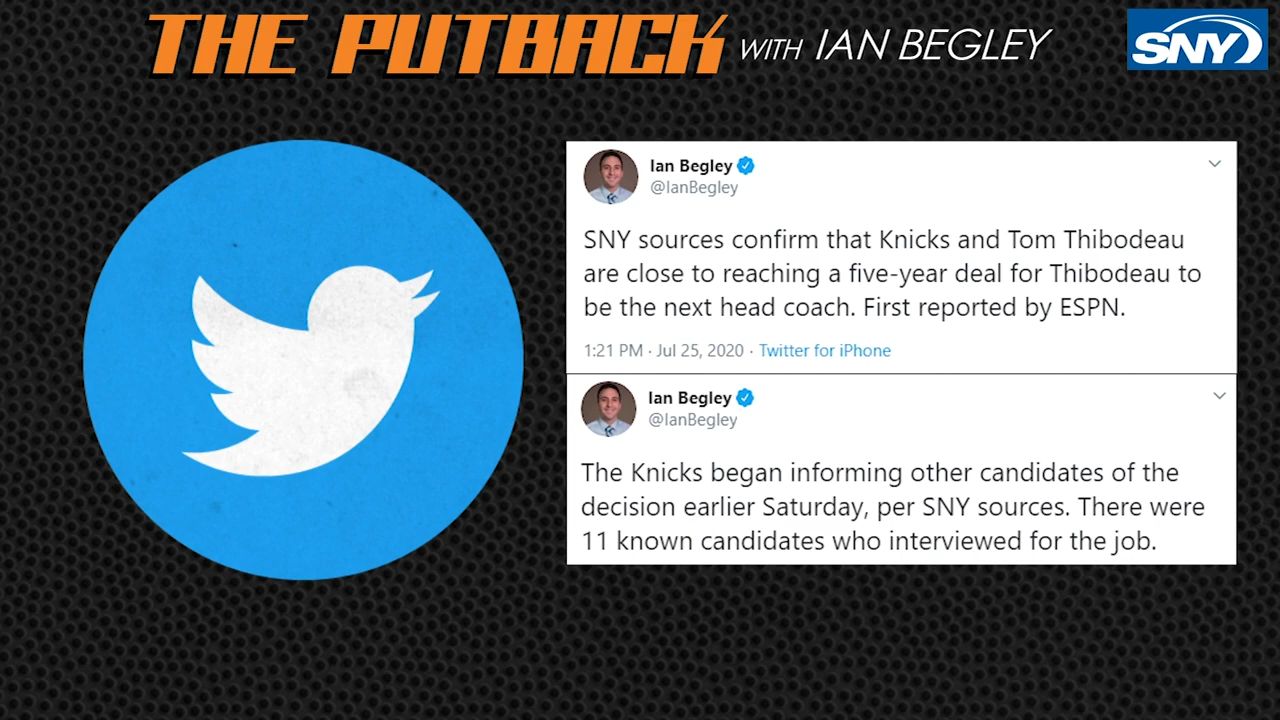 THE PUTBACK WITH IAN BEGLEY
SNY
Ian Begley
@IanBegley
SNY sources confirm that Knicks and Tom Thibodeau
are close to reaching a five-year deal for Thibodeau to
be the next head coach. First reported by ESPN.
1:21 PM · Jul 25, 2020 · Twitter for iPhone
Ian Begley
@IanBegley
The Knicks began informing other candidates of the
decision earlier Saturday, per SNY sources. There were
11 known candidates who interviewed for the job.